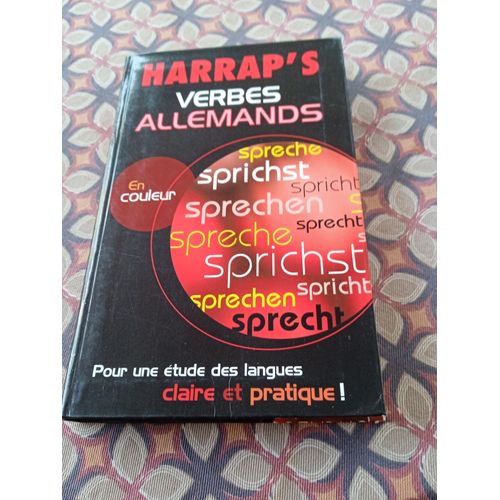 HARRAP'S
VERBES
ALLEMANDS
En
couleur
spreche
sprichst
spricht
sprechen
s
sprecht
spreche
s
sprichst
spricht
sprechen
sprecht
Pour une étude des langues
claire et pratique !